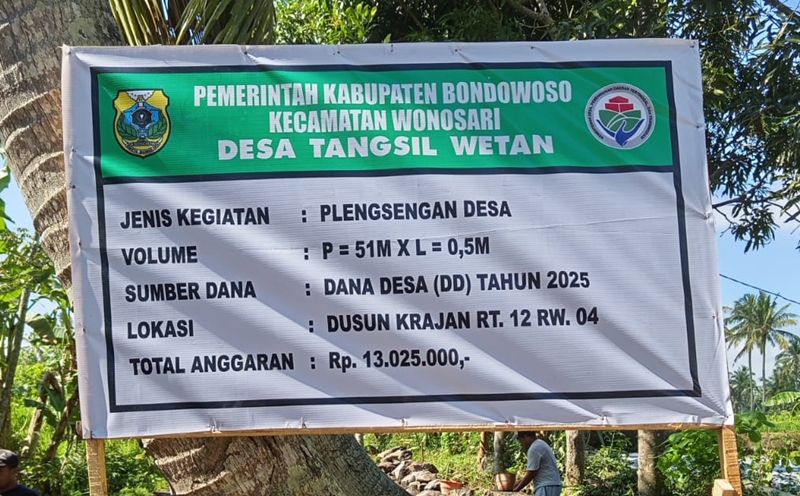 PEMERINTAH KABUPATEN BONDOWOSO
KECAMATAN WONOSARI
DESA TANGSIL WETAN
JENIS KEGIATAN : PLENGSENGAN DESA
VOLUME : P = 51M X L = 0,5M
SUMBER DANA : DANA DESA (DD) TAHUN 2025
LOKASI : DUSUN KRAJAN RT. 12 RW. 04
TOTAL ANGGARAN : Rp. 13.025.000,-